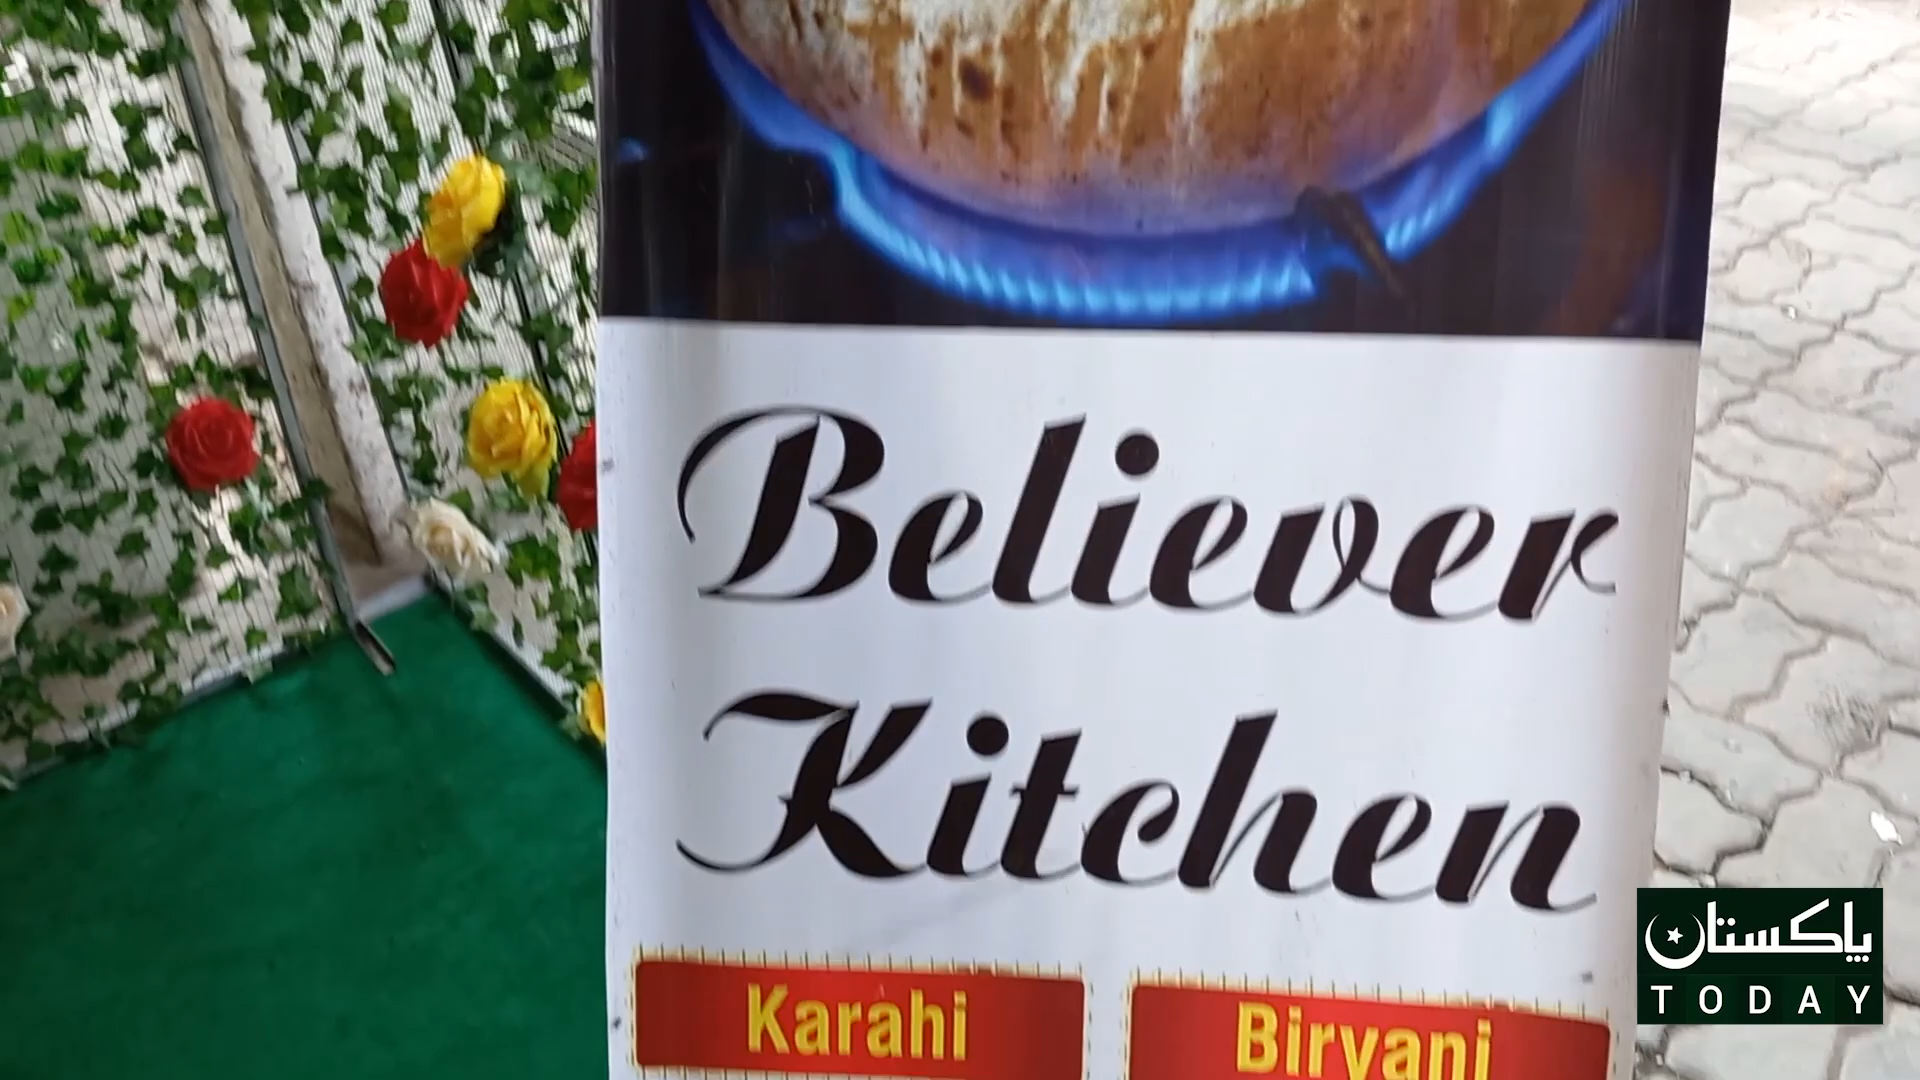 Believer
Kitchen
Karahi
Biryani
پاکستان
TODAY